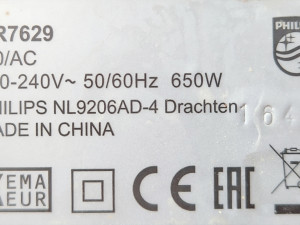 R7629
PHILIPS
0/AC
0-240V~ 50/60Hz 650W
HILIPS NL9206AD-4 Drachten
164
ADE IN CHINA
YEMA
AEUR
CE EAC